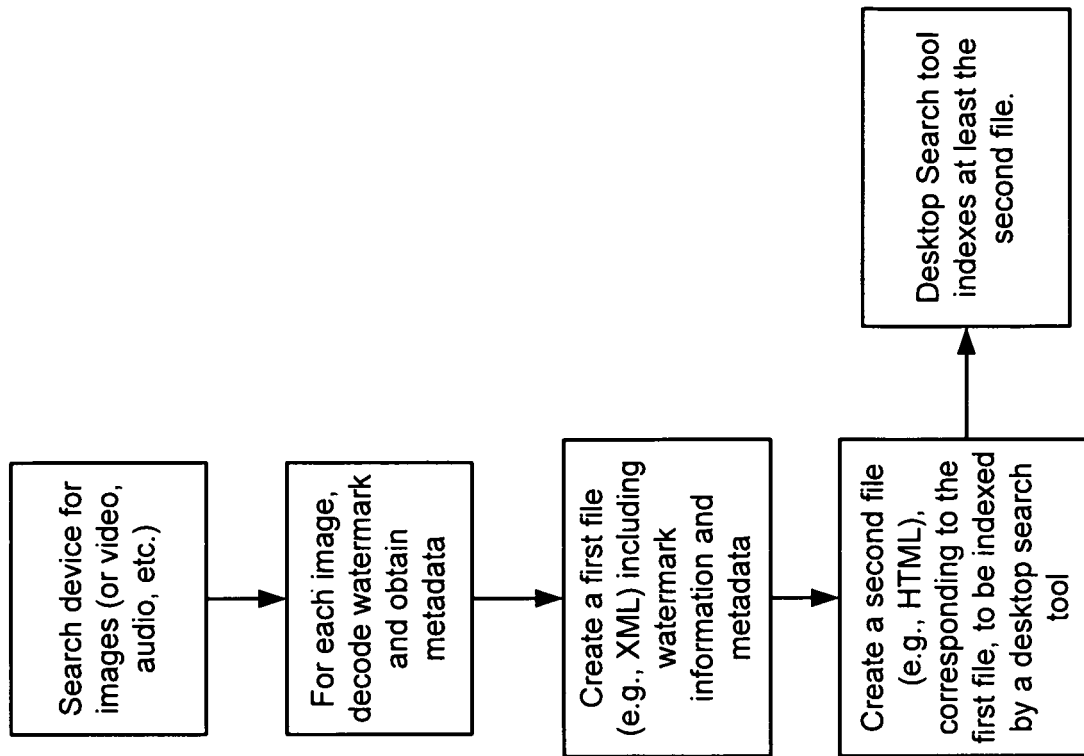 Search device for
images (or video,
audio, etc.)
For each image,
decode watermark
and obtain
metadata
Create a first file
(e.g., XML) including
watermark
information and
metadata
Create a second file
(e.g., HTML),
corresponding to the
first file, to be indexed
by a desktop search
tool
Desktop Search tool
indexes at least the
second file.